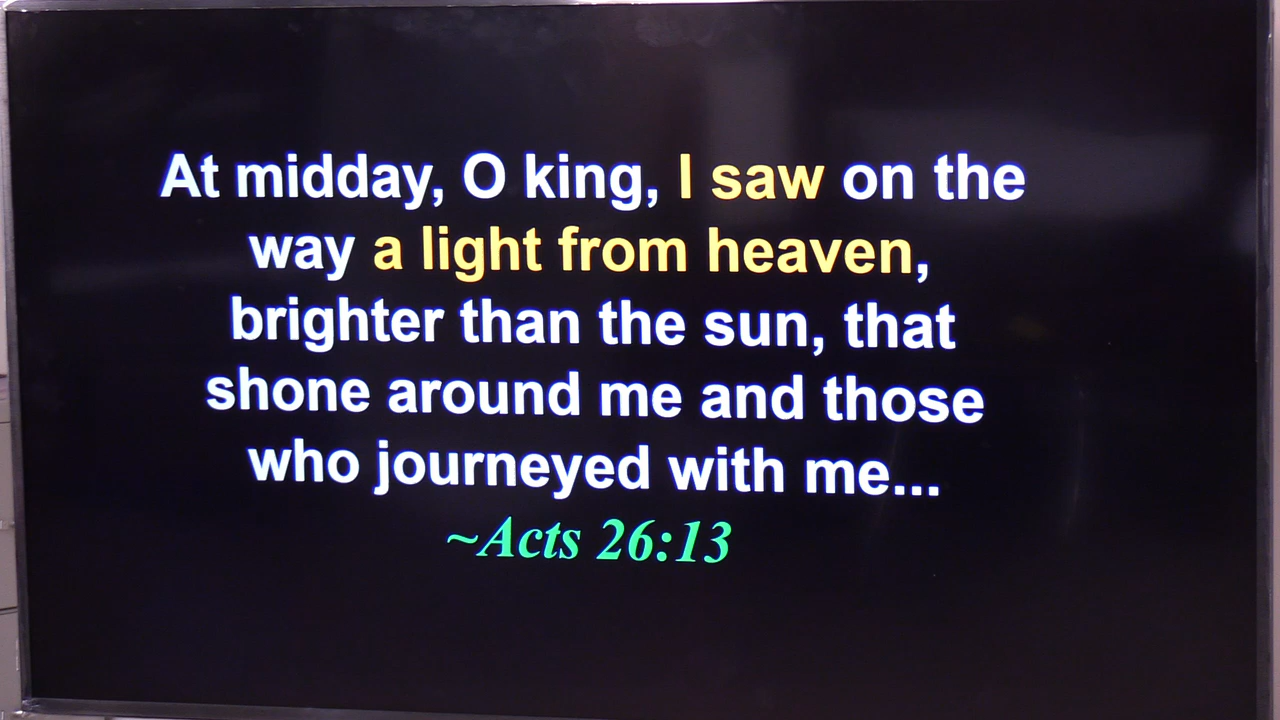 At midday, O king, I saw on the
way a light from heaven,
brighter than the sun, that
shone around me and those
who journeyed with me...
~Acts 26:13